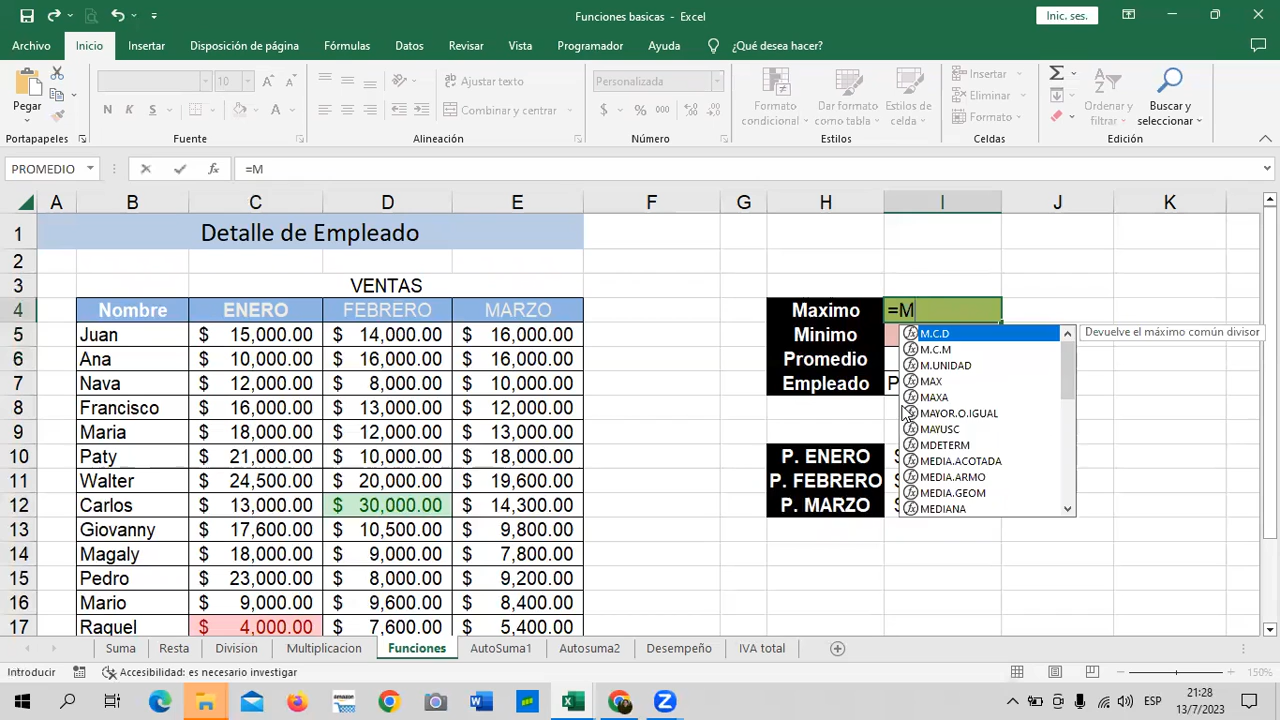 Funciones basicas - Excel
Inic. ses.
Archivo Inicio Insertar Disposición de página Fórmulas Datos Revisar Vista Programador Ayuda ¿Qué desea hacer?
Pegar
10
N K S
Ajustar texto
Combinar y centrar
Personalizada
$ % 000
Formato condicional
Dar formato como tabla
Estilos de celda
Insertar
Eliminar
Formato
Ordenar y filtrar
Buscar y seleccionar
Portapapeles Fuente Alineación Número Estilos Celdas Edición
PROMEDIO =M
A B C D E F G H I J K
1 Detalle de Empleado
2
3 VENTAS
4 Nombre ENERO FEBRERO MARZO Maximo =M
5 Juan $ 15,000.00 $ 14,000.00 $ 16,000.00 Minimo
6 Ana $ 10,000.00 $ 16,000.00 $ 16,000.00 Promedio
7 Nava $ 12,000.00 $ 8,000.00 $ 10,000.00 Empleado P
8 Francisco $ 16,000.00 $ 13,000.00 $ 12,000.00
9 Maria $ 18,000.00 $ 12,000.00 $ 10,000.00
10 Paty $ 21,000.00 $ 10,000.00 $ 18,000.00 P. ENERO
11 Walter $ 24,500.00 $ 20,000.00 $ 19,600.00 P. FEBRERO
12 Carlos $ 13,000.00 $ 30,000.00 $ 14,300.00 P. MARZO
13 Giovanny $ 17,600.00 $ 10,500.00 $ 9,800.00
14 Magaly $ 18,000.00 $ 9,000.00 $ 7,800.00
15 Pedro $ 23,000.00 $ 8,000.00 $ 9,200.00
16 Mario $ 9,000.00 $ 9,600.00 $ 8,400.00
17 Raquel $ 4,000.00 $ 7,600.00 $ 5,400.00
M.C.D
M.C.M
M.UNIDAD
MAX
MAXA
MAYOR.O.IGUAL
MAYUSC
MDETERM
MEDIA.ACOTADA
MEDIA.ARMO
MEDIA.GEOM
MEDIANA
Devuelve el máximo común divisor
Suma Resta Division Multiplicacion Funciones AutoSuma1 Autosuma2 Desempeño IVA total
Introducir Accesibilidad: es necesario investigar 150%
ESP
21:28
13/7/2023